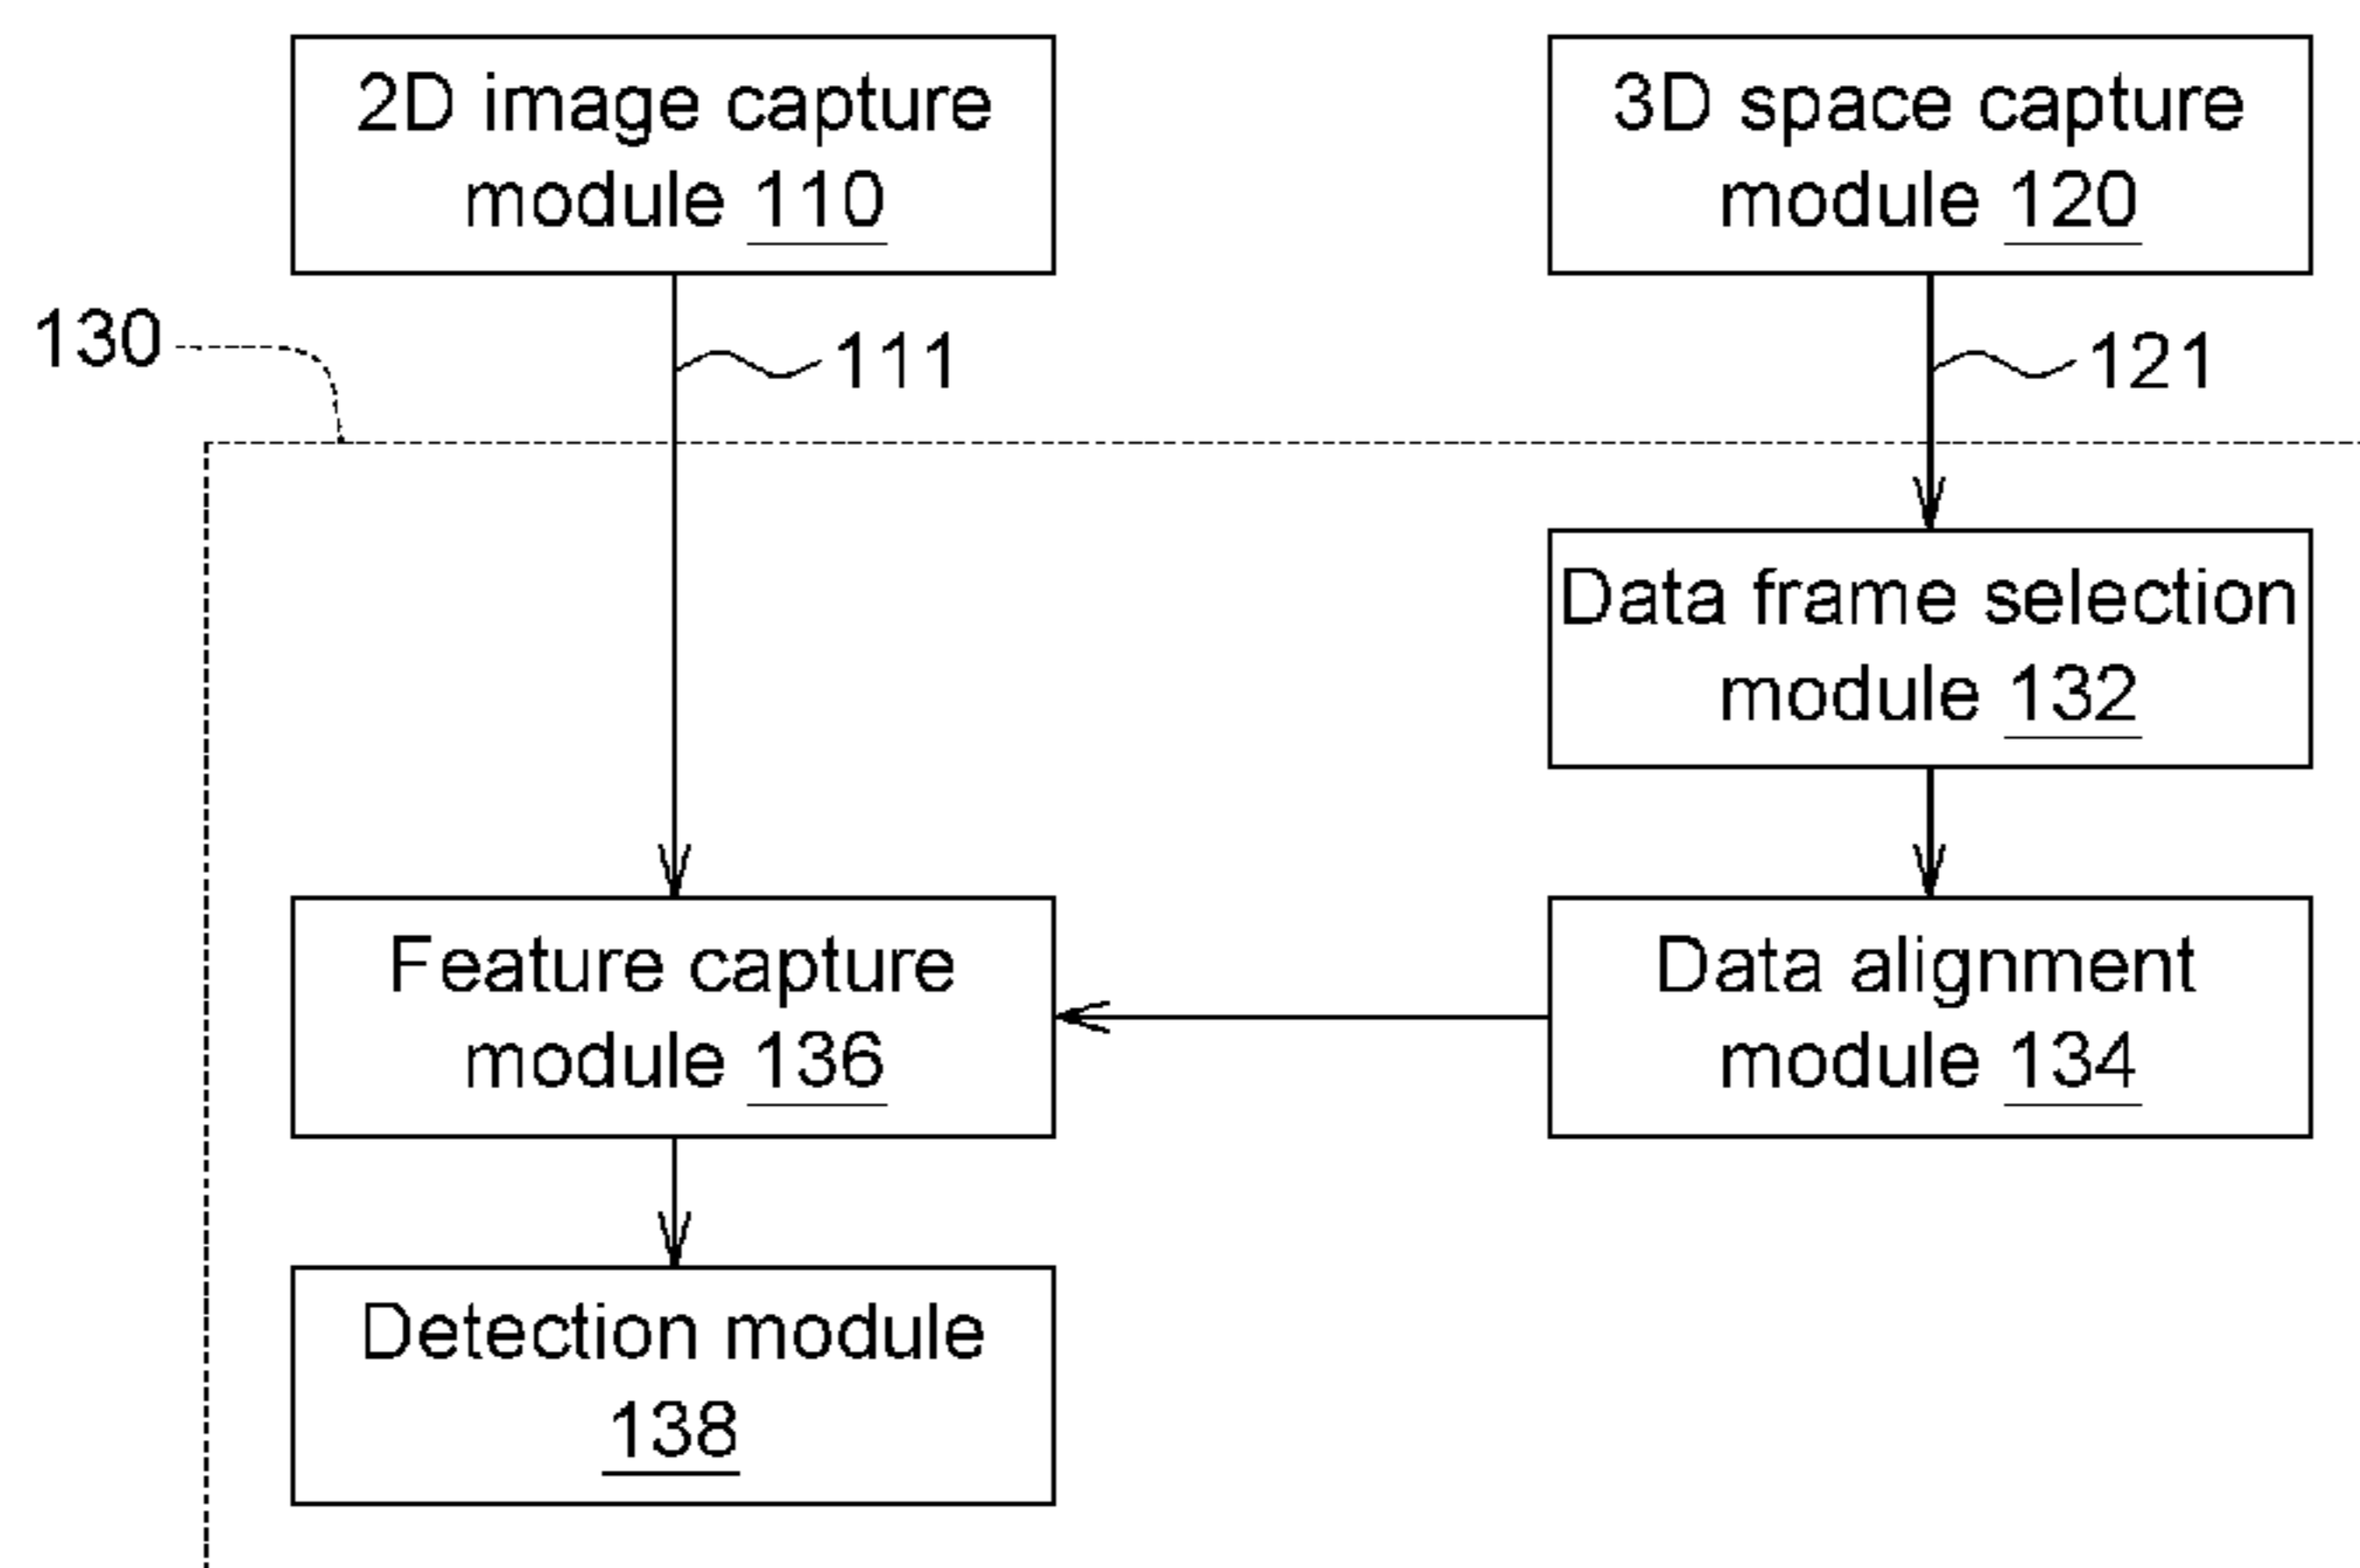 2D image capture
module 110
3D space capture
module 120
130
111
121
Data frame selection
module 132
Feature capture
module 136
Data alignment
module 134
Detection module
138